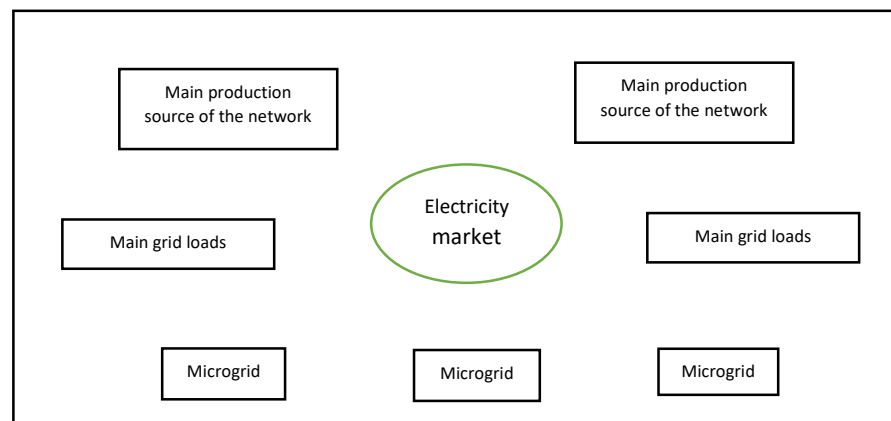 Main production
source of the network
Main production
source of the network
Electricity
market
Main grid loads
Main grid loads
Microgrid
Microgrid
Microgrid